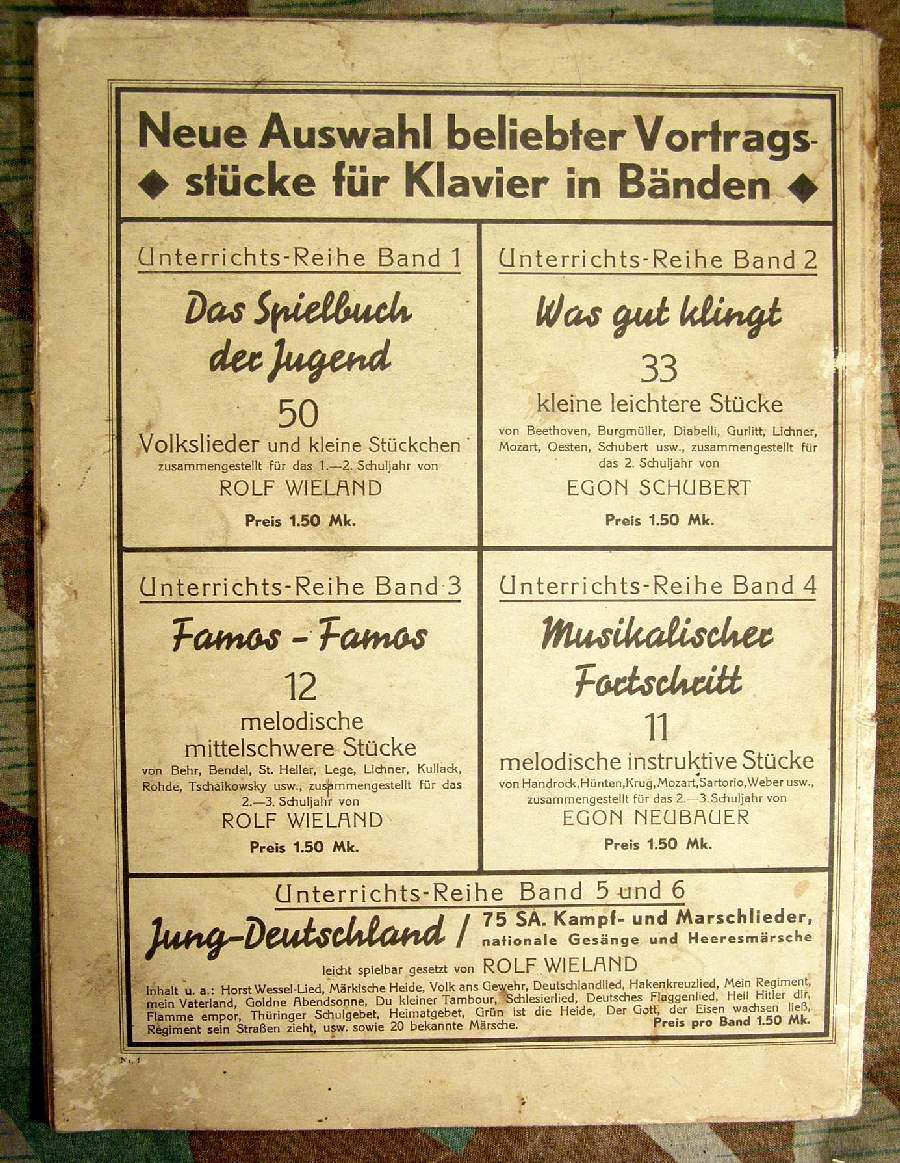 Neue Auswahl beliebter Vortrags-
stücke für Klavier in Bänden
Unterrichts-Reihe Band 1
Das Spielbuch
der Jugend
50
Volkslieder und kleine Stückchen
zusammengestellt für das 1.—2. Schuljahr von
ROLF WIELAND
Preis 1.50 Mk.
Unterrichts-Reihe Band 2
Was gut klingt
33
kleine leichtere Stücke
von Beethoven, Burgmüller, Diabelli, Gurlitt, Lichner,
Mozart, Oesten, Schubert usw., zusammengestellt für
das 2. Schuljahr von
EGON SCHUBERT
Preis 1.50 Mk.
Unterrichts-Reihe Band 3
Famos – Famos
12
melodische
mittelschwere Stücke
von Behr, Bendel, St. Heller, Lege, Lichner, Kullack,
Rohde, Tschaikowsky usw., zusammengestellt für das
2.—3. Schuljahr von
ROLF WIELAND
Preis 1.50 Mk.
Unterrichts-Reihe Band 4
Musikalischer
Fortschritt
11
melodische instruktive Stücke
von Handrock, Hünten, Krug, Mozart, Sartorio, Weber usw.,
zusammengestellt für das 2.—3. Schuljahr von
EGON NEUBAUER
Preis 1.50 Mk.
Unterrichts-Reihe Band 5 und 6
Jung-Deutschland / 75 SA. Kampf- und Marschlieder,
nationale Gesänge und Heeresmärsche
leicht spielbar gesetzt von ROLF WIELAND
Inhalt u. a.: Horst Wessel-Lied, Märkische Heide, Volk ans Gewehr, Deutschlandlied, Hakenkreuzlied, Mein Regiment,
mein Vaterland, Goldne Abendsonne, Du kleiner Tambour, Schlesierlied, Deutsches Flaggenlied, Heil Hitler dir,
Flamme empor, Thüringer Schulgebet, Heimatgebet, Grün ist die Heide, Der Gott, der Eisen wachsen ließ,
Regiment sein Straßen zieht, usw. sowie 20 bekannte Märsche. Preis pro Band 1.50 Mk.